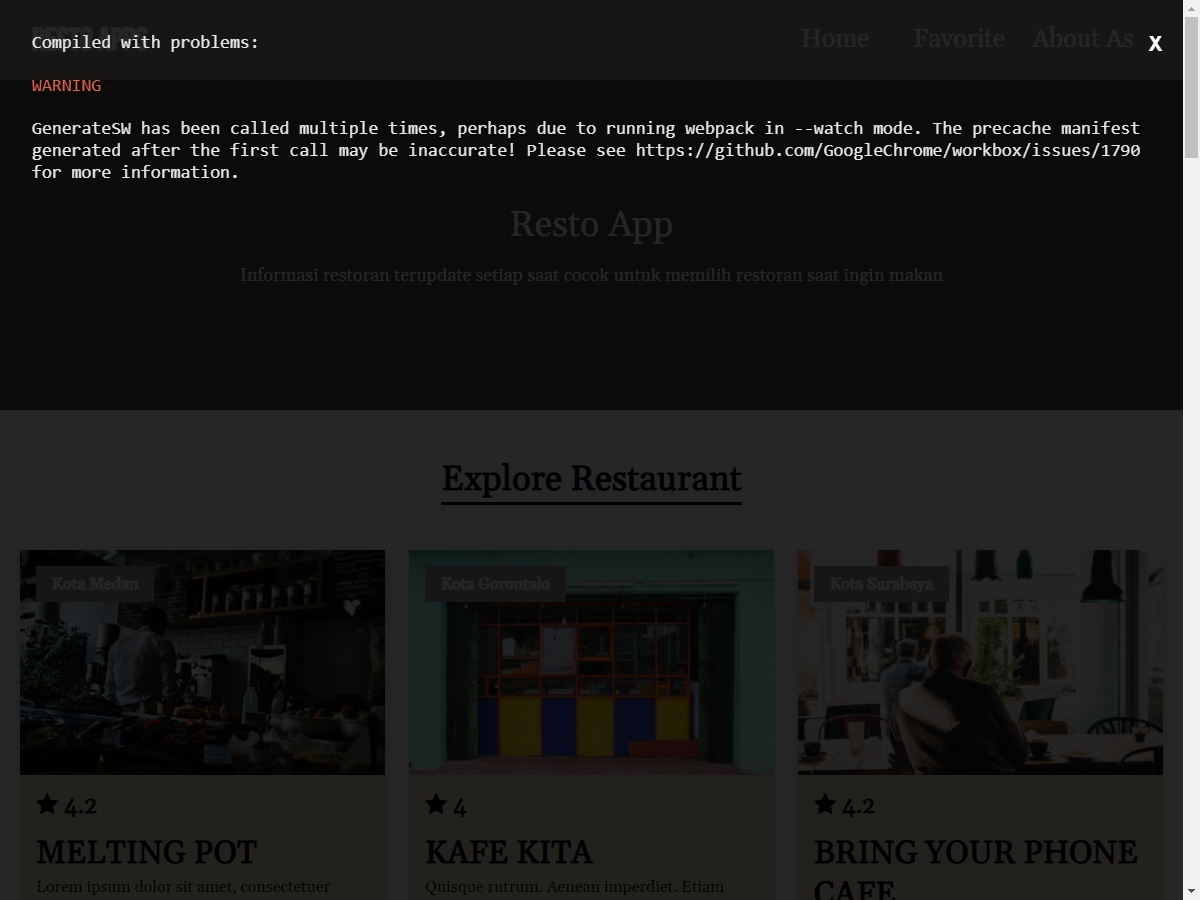 RESTO APPS
Home Favorite About As
Compiled with problems:
X
WARNING
GenerateSW has been called multiple times, perhaps due to running webpack in --watch mode. The precache manifest
generated after the first call may be inaccurate! Please see https://github.com/GoogleChrome/workbox/issues/1790
for more information.
Resto App
Informasi restoran terupdate setiap saat cocok untuk memilih restoran saat ingin makan
Explore Restaurant
Kota Medan
4.2
MELTING POT
Lorem ipsum dolor sit amet, consectetuer
Kota Gorontalo
4
KAFE KITA
Quisque rutrum. Aenean imperdiet. Etiam
Kota Surabaya
4.2
BRING YOUR PHONE
CAFE